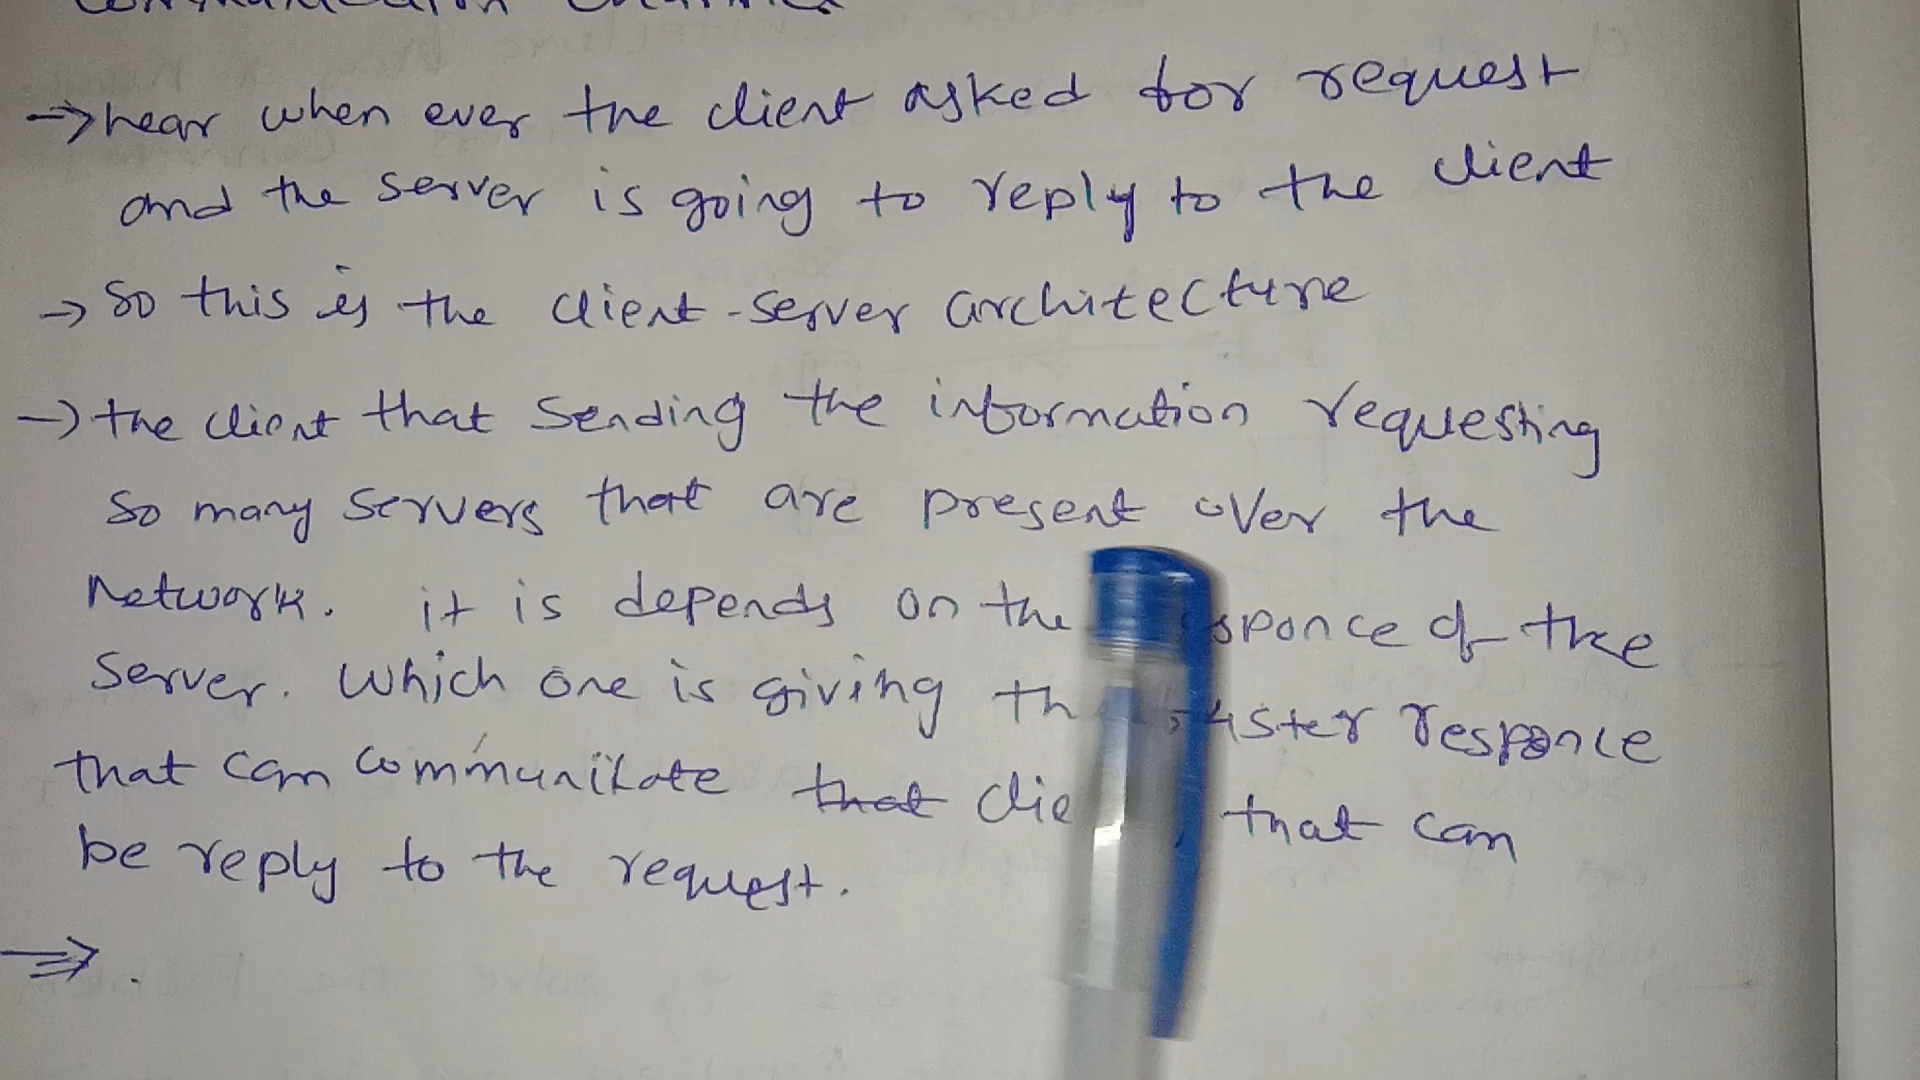 communication channel
→ hear when ever the client asked for request
and the server is going to reply to the client
→ So this is the client-server architecture
→ the client that sending the information requesting
so many servers that are present over the
network. it is depends on the sponce of the
server. Which one is giving th ster responce
that can communicate that clie that can
be reply to the request.
⇒ .